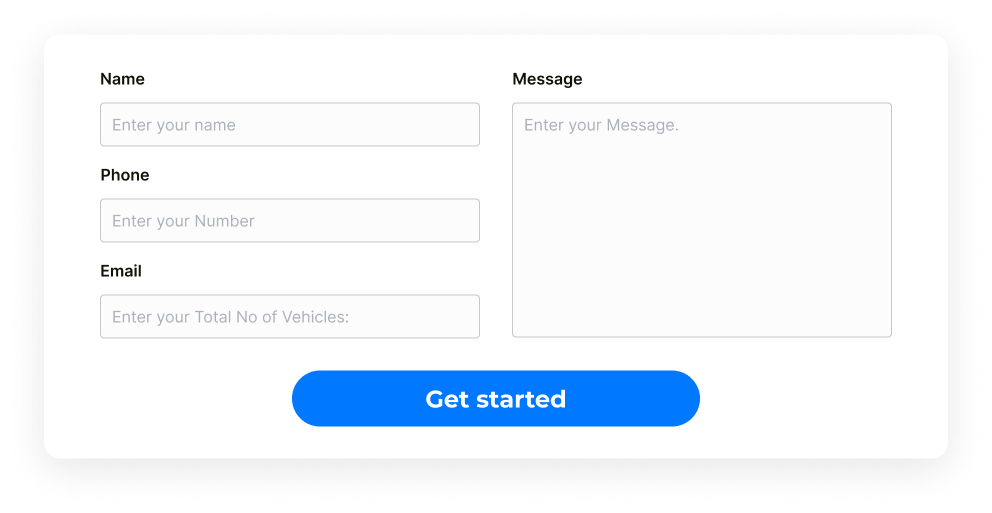 Name
Enter your name
Phone
Enter your Number
Email
Enter your Total No of Vehicles:
Message
Enter your Message.
Get started